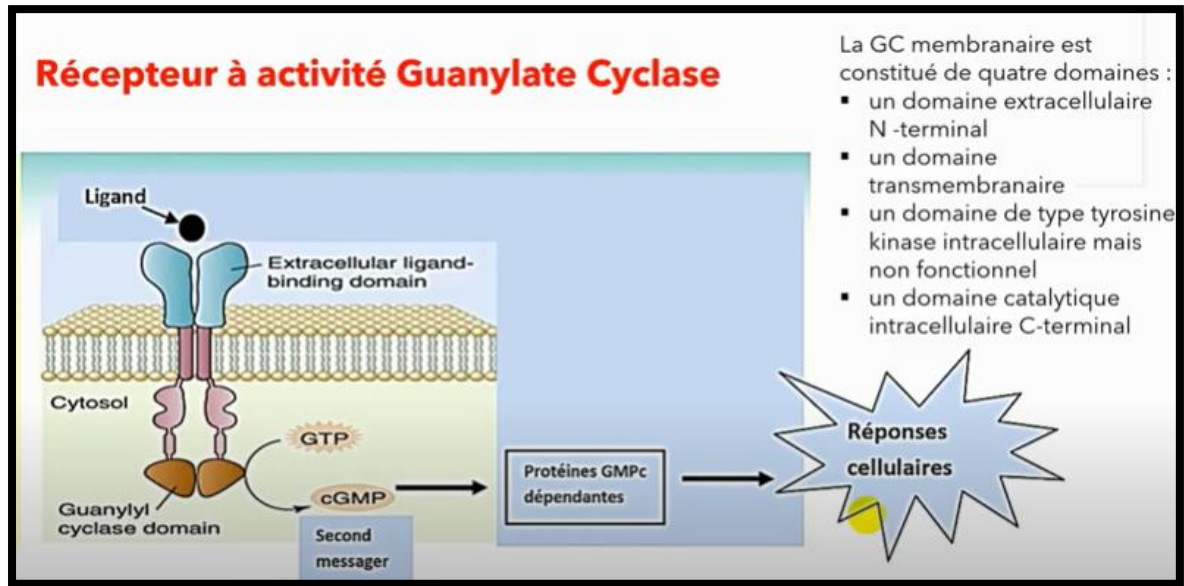 Récepteur à activité Guanylate Cyclase
La GC membranaire est
constitué de quatre domaines :
▪ un domaine extracellulaire
N -terminal
▪ un domaine
transmembranaire
▪ un domaine de type tyrosine
kinase intracellulaire mais
non fonctionnel
▪ un domaine catalytique
intracellulaire C-terminal
Ligand
Extracellular ligand-
binding domain
Cytosol
GTP
cGMP
Guanylyl
cyclase domain
Second
messager
Protéines GMPc
dépendantes
Réponses
cellulaires